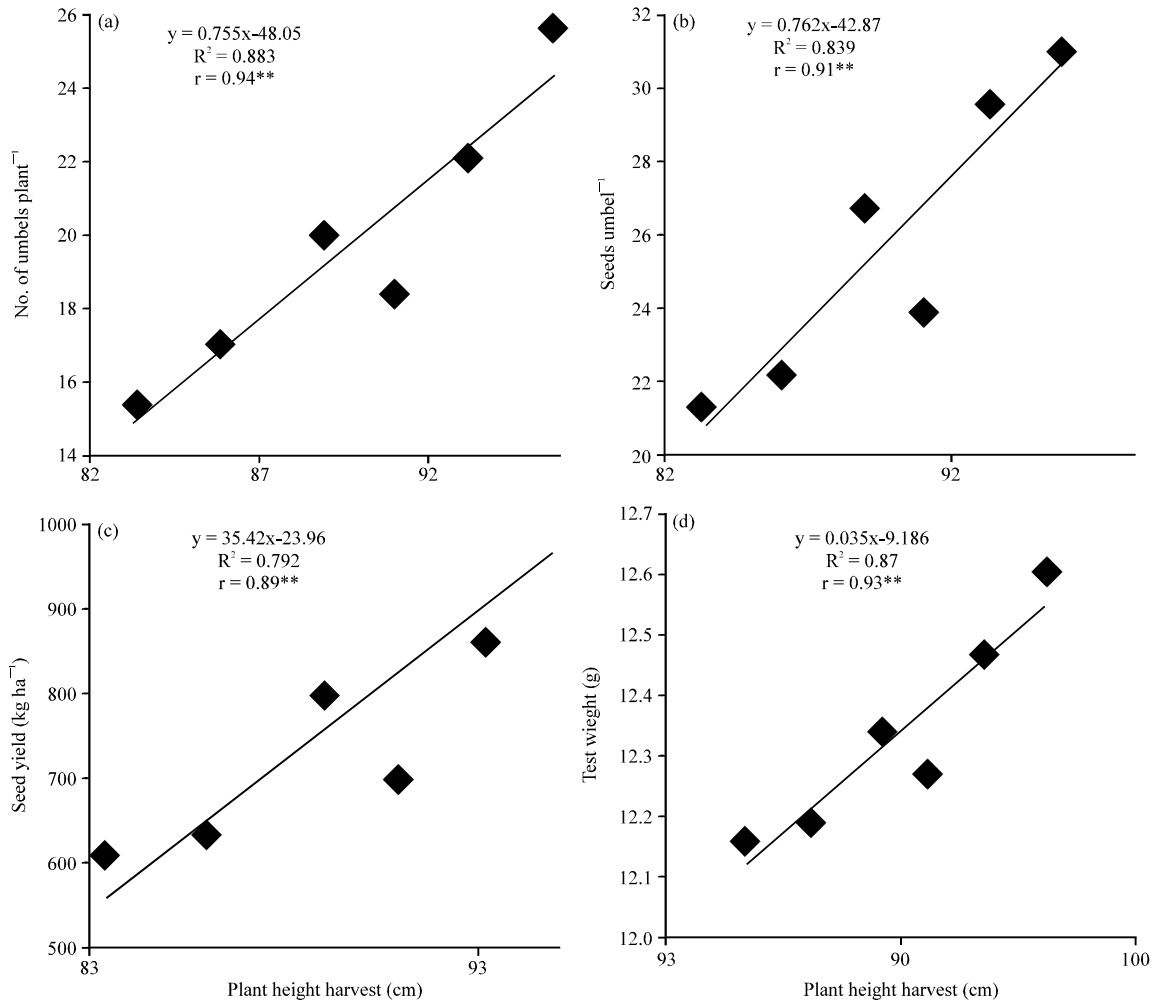 (a)
y = 0.755x-48.05
R² = 0.883
r = 0.94**
26
24
22
20
18
16
14
82
87
92
No. of umbels plant⁻¹
(b)
y = 0.762x-42.87
R² = 0.839
r = 0.91**
32
30
28
26
24
22
20
82
92
Seeds umbel⁻¹
(c)
y = 35.42x-23.96
R² = 0.792
r = 0.89**
1000
900
800
700
600
500
83
93
Seed yield (kg ha⁻¹)
Plant height harvest (cm)
(d)
y = 0.035x-9.186
R² = 0.87
r = 0.93**
12.7
12.6
12.5
12.4
12.3
12.2
12.1
12.0
93
90
100
Test wieght (g)
Plant height harvest (cm)